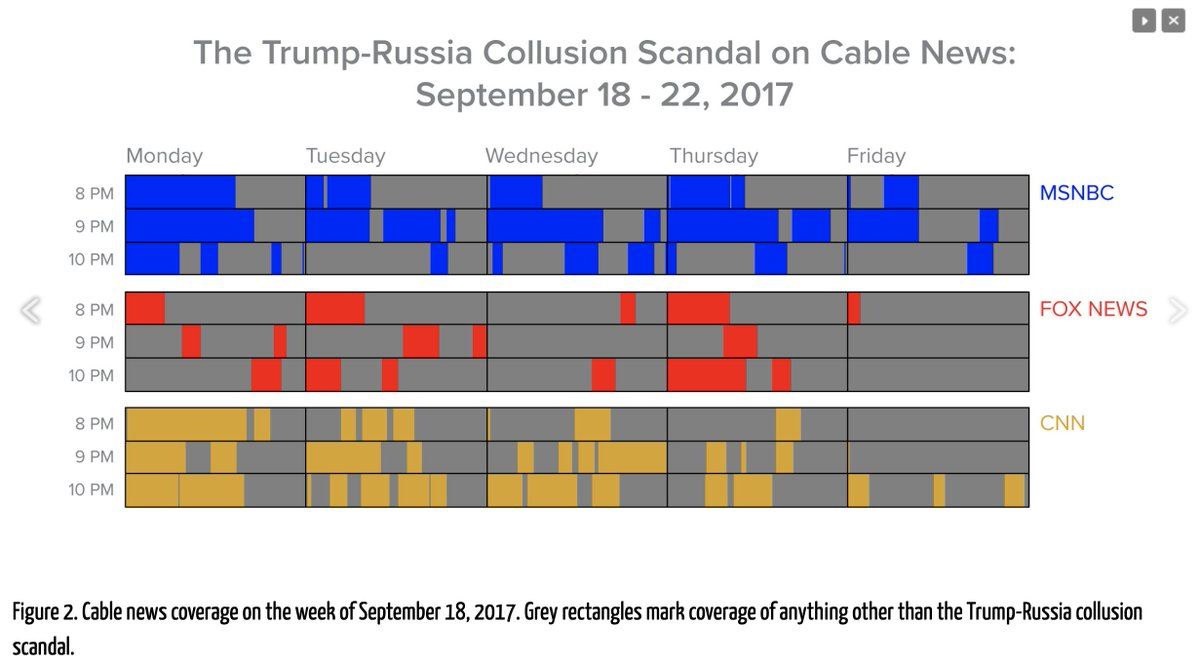 The Trump-Russia Collusion Scandal on Cable News:
September 18 - 22, 2017
Monday Tuesday Wednesday Thursday Friday
8 PM MSNBC
9 PM
10 PM
8 PM FOX NEWS
9 PM
10 PM
8 PM CNN
9 PM
10 PM
Figure 2. Cable news coverage on the week of September 18, 2017. Grey rectangles mark coverage of anything other than the Trump-Russia collusion
scandal.